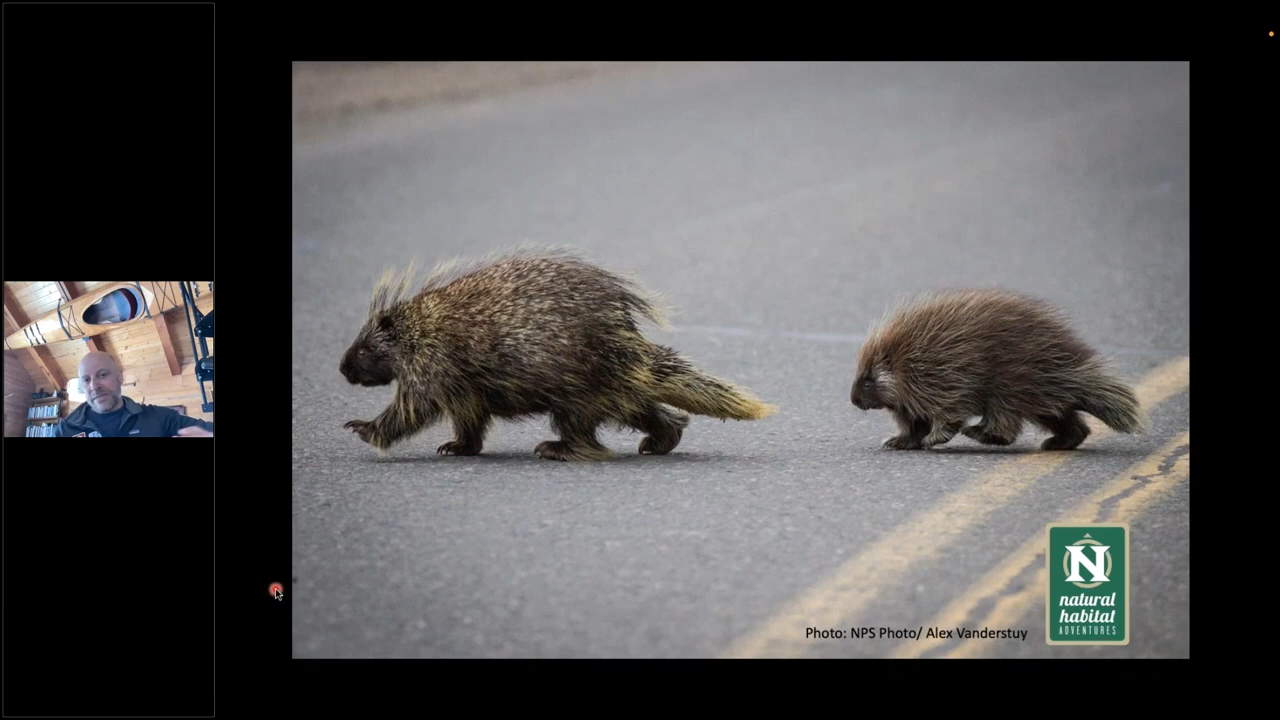 Photo: NPS Photo/ Alex Vanderstuy
N
natural
habitat
ADVENTURES